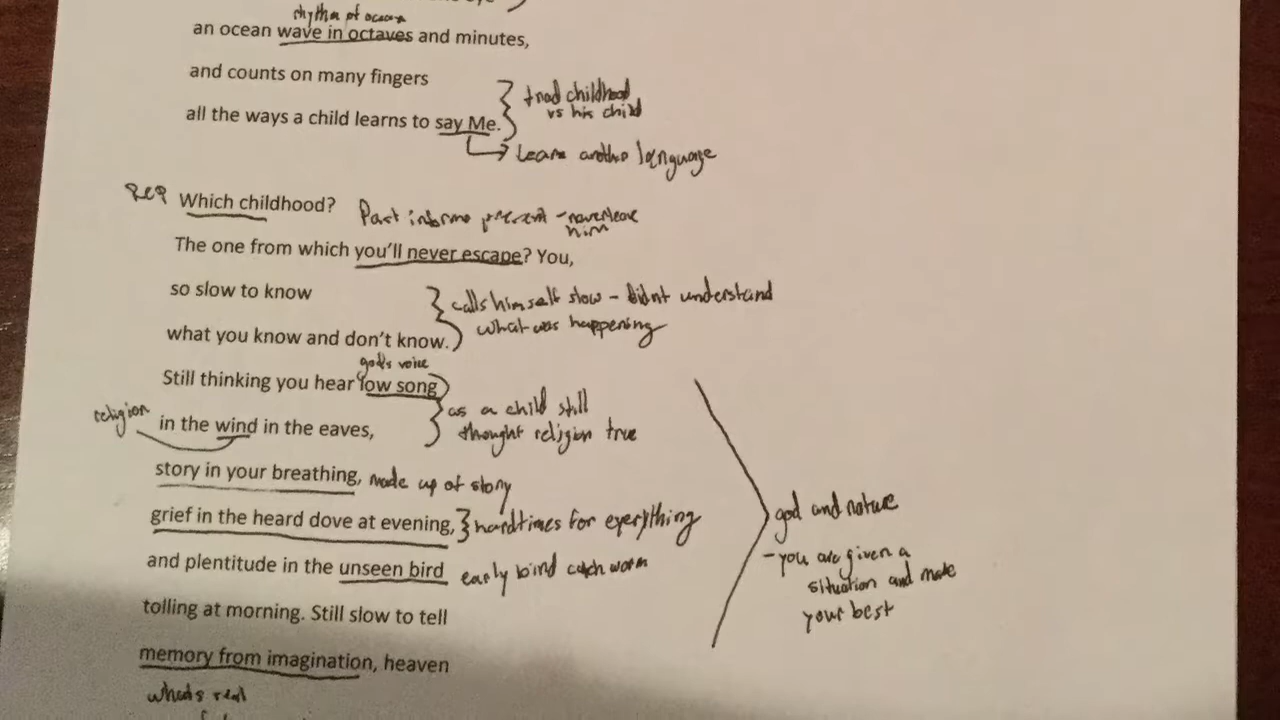 rhythm of ocean
an ocean wave in octaves and minutes,
and counts on many fingers
trad childhood
vs his child
all the ways a child learns to say Me.
Learn another language
Rep Which childhood?
Past informs present - never leave
him
The one from which you'll never escape? You,
so slow to know
calls himself slow - didnt understand
what was happening
what you know and don't know.
god's voice
Still thinking you hear low song
as a child still
thought religion true
religion
in the wind in the eaves,
story in your breathing, made up of story
grief in the heard dove at evening, hardtimes for everything
god and nature
- you are given a
situation and make
your best
and plentitude in the unseen bird early bird catch worm
tolling at morning. Still slow to tell
memory from imagination, heaven
whats real